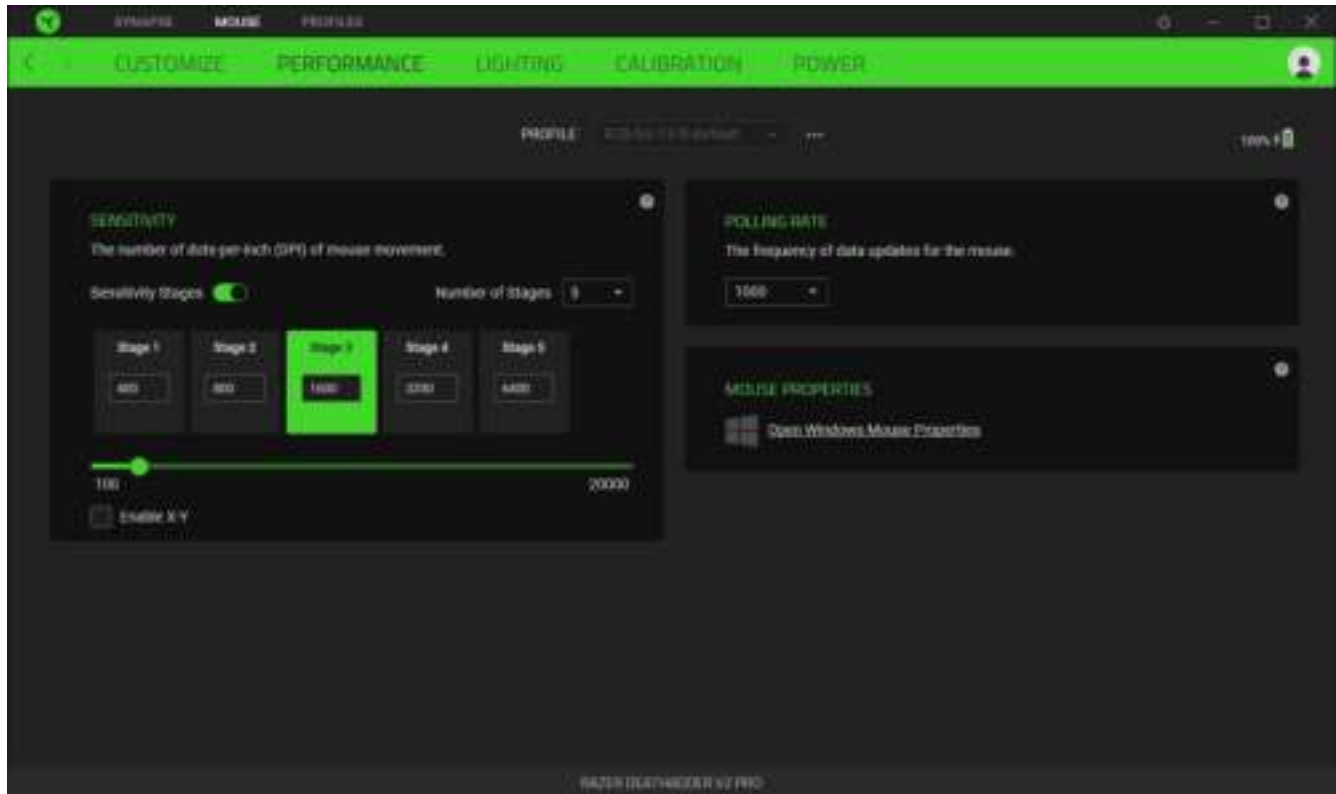 SYNAPSE MOUSE PROFILES
CUSTOMIZE PERFORMANCE LIGHTING CALIBRATION POWER
PROFILE
100%
SENSITIVITY
The number of dots-per-inch (DPI) of mouse movement.
Sensitivity Stages
Number of Stages 5
Stage 1 Stage 2 Stage 3 Stage 4 Stage 5
400 800 1600 3200 6400
100 20000
Enable X-Y
POLLING RATE
The frequency of data updates for the mouse.
1000
MOUSE PROPERTIES
Open Windows Mouse Properties
RAZER DEATHADDER V2 PRO